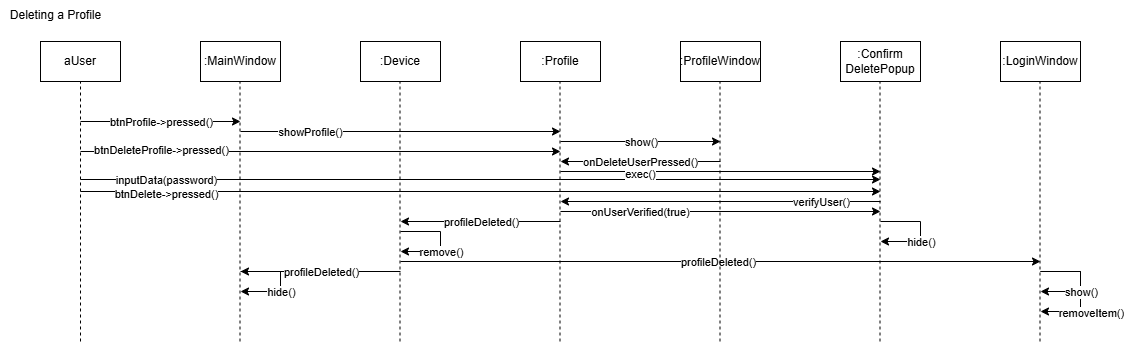 Deleting a Profile
aUser
:MainWindow
:Device
:Profile
:ProfileWindow
:Confirm
DeletePopup
:LoginWindow
btnProfile->pressed()
showProfile()
show()
btnDeleteProfile->pressed()
onDeleteUserPressed()
exec()
inputData(password)
btnDelete->pressed()
verifyUser()
onUserVerified(true)
profileDeleted()
hide()
remove()
profileDeleted()
profileDeleted()
hide()
show()
removeItem()